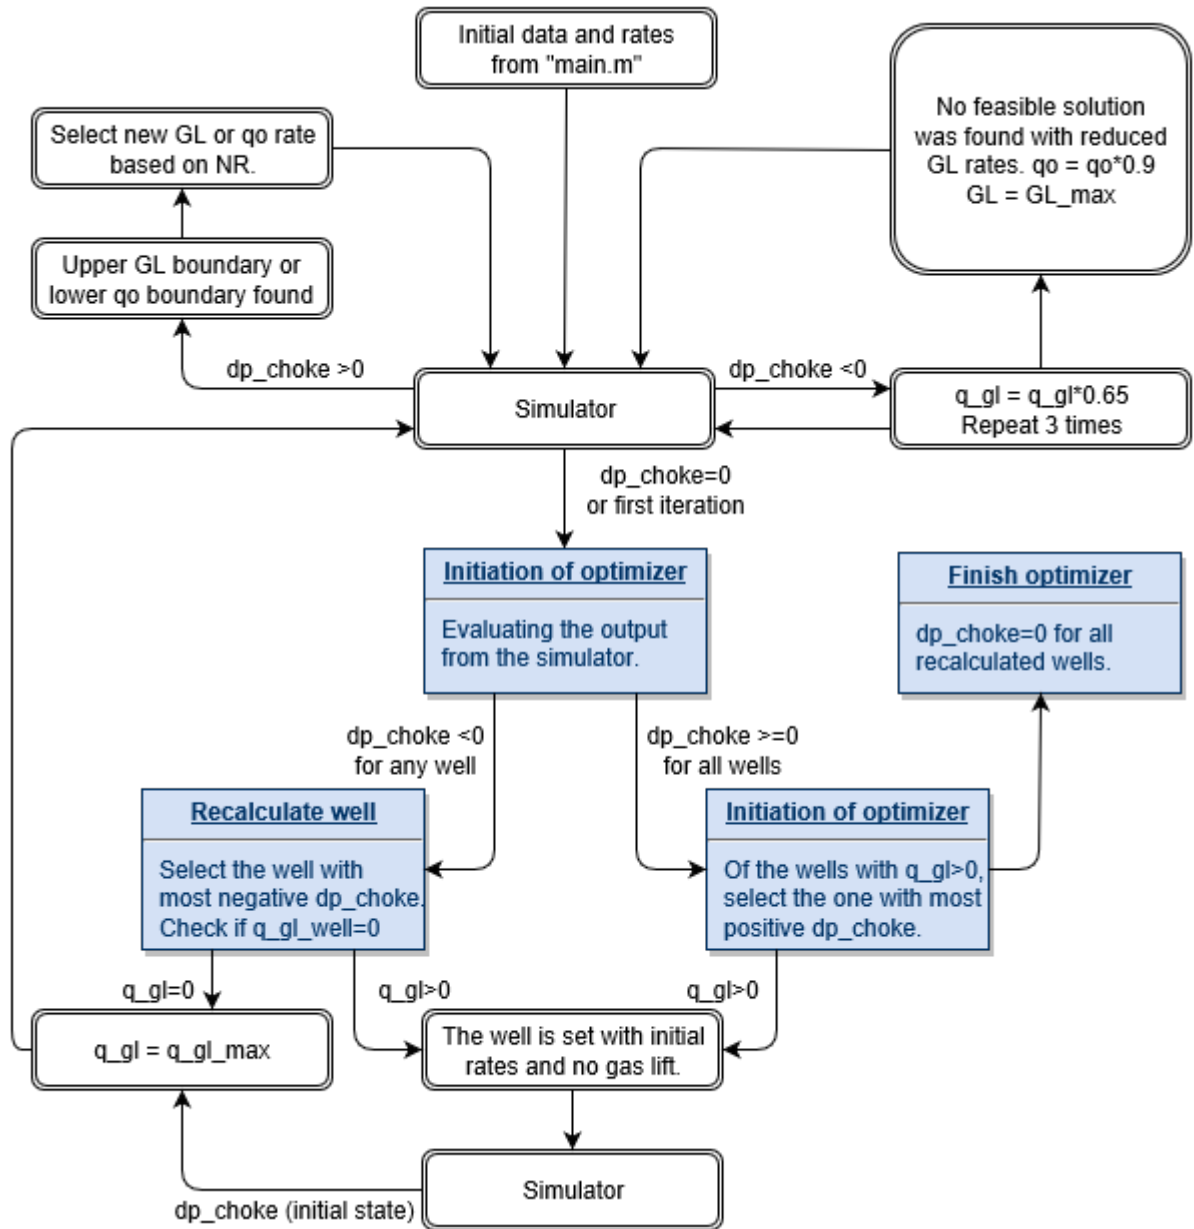 Initial data and rates
from "main.m"
No feasible solution
was found with reduced
GL rates. qo = qo*0.9
GL = GL_max
Select new GL or qo rate
based on NR.
Upper GL boundary or
lower qo boundary found
dp_choke >0
Simulator
dp_choke <0
q_gl = q_gl*0.65
Repeat 3 times
dp_choke=0
or first iteration
Initiation of optimizer
Evaluating the output
from the simulator.
Finish optimizer
dp_choke=0 for all
recalculated wells.
dp_choke <0
for any well
dp_choke >=0
for all wells
Recalculate well
Select the well with
most negative dp_choke.
Check if q_gl_well=0
Initiation of optimizer
Of the wells with q_gl>0,
select the one with most
positive dp_choke.
q_gl=0
q_gl>0
q_gl>0
q_gl = q_gl_max
The well is set with initial
rates and no gas lift.
Simulator
dp_choke (initial state)